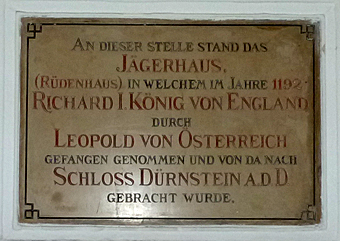 AN DIESER STELLE STAND DAS
JÄGERHAUS,
(RÜDENHAUS) IN WELCHEM IM JAHRE 1192
RICHARD I. KÖNIG VON ENGLAND
DURCH
LEOPOLD VON ÖSTERREICH
GEFANGEN GENOMMEN UND VON DA NACH
SCHLOSS DÜRNSTEIN A.D.D
GEBRACHT WURDE.